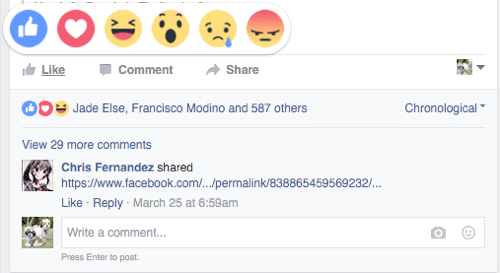 Like Comment Share
Jade Else, Francisco Modino and 587 others Chronological
View 29 more comments
Chris Fernandez shared
https://www.facebook.com/.../permalink/838865459569232/...
Like · Reply · March 25 at 6:59am
Write a comment...
Press Enter to post.